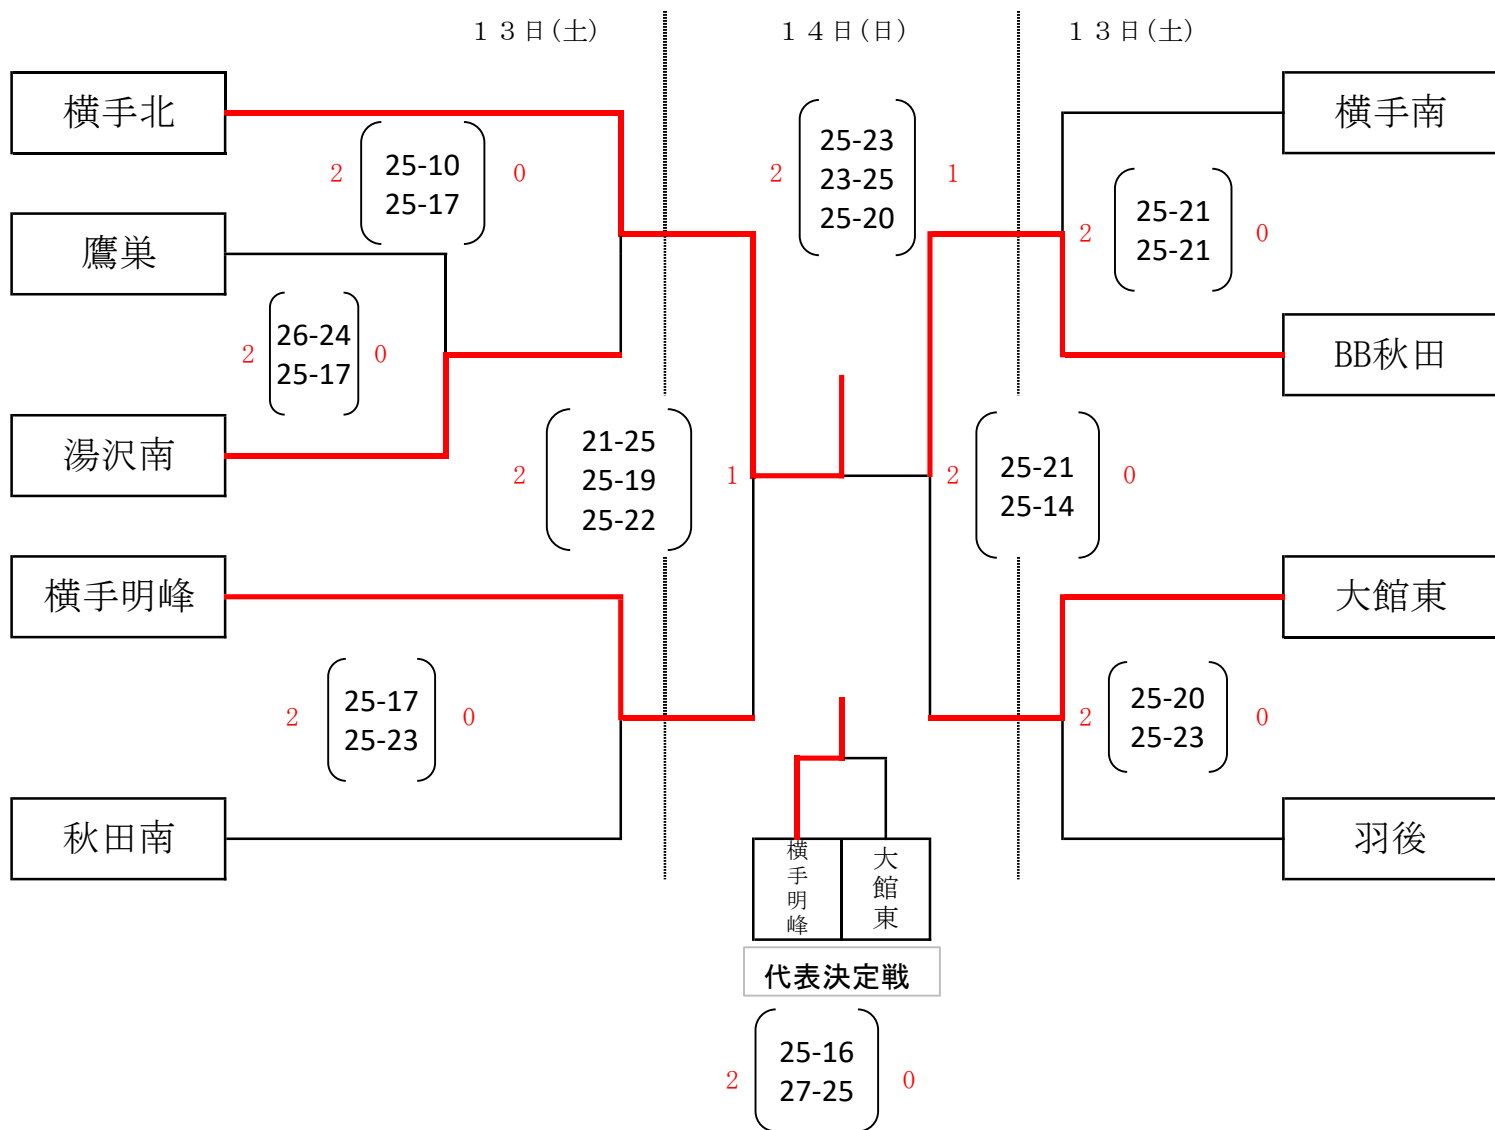 １３日(土)
１４日(日)
１３日(土)
横手北
横手南
2
25-10
25-17
0
2
25-23
23-25
25-20
1
鷹巣
2
25-21
25-21
0
2
26-24
25-17
0
BB秋田
湯沢南
2
21-25
25-19
25-22
1
2
25-21
25-14
0
横手明峰
大館東
2
25-17
25-23
0
2
25-20
25-23
0
秋田南
羽後
横手明峰
大館東
代表決定戦
2
25-16
27-25
0